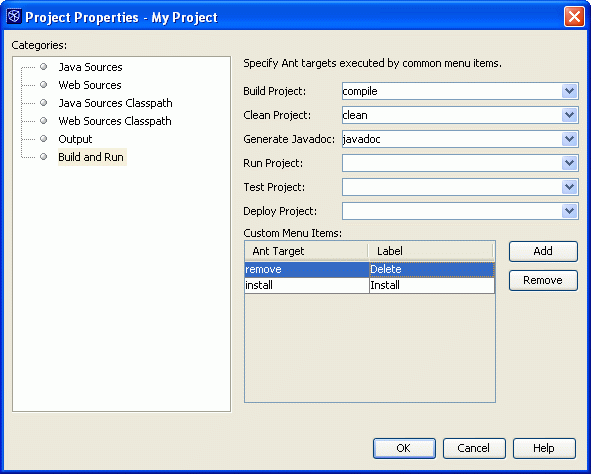 Project Properties - My Project
Categories:
Java Sources
Web Sources
Java Sources Classpath
Web Sources Classpath
Output
Build and Run
Specify Ant targets executed by common menu items.
Build Project: compile
Clean Project: clean
Generate Javadoc: javadoc
Run Project:
Test Project:
Deploy Project:
Custom Menu Items:
Ant Target Label
remove Delete
install Install
Add
Remove
OK Cancel Help